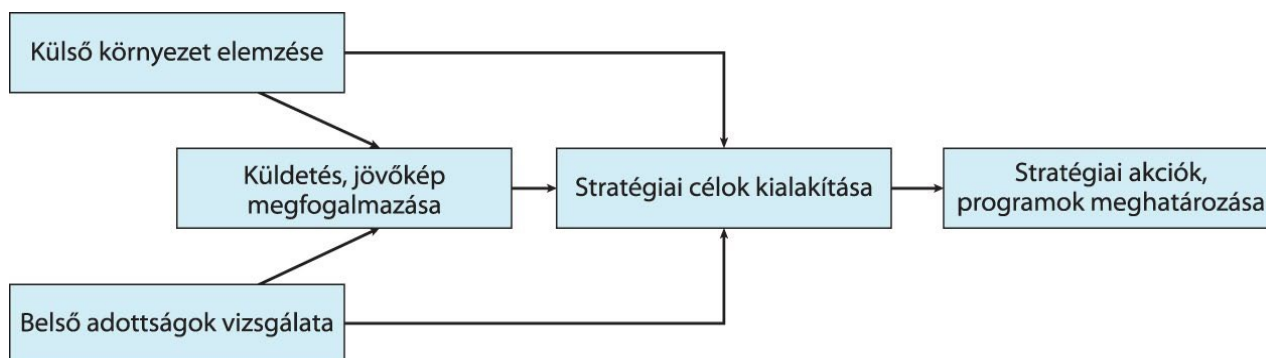 Külső környezet elemzése
Küldetés, jövőkép
megfogalmazása
Stratégiai célok kialakítása
Stratégiai akciók,
programok meghatározása
Belső adottságok vizsgálata